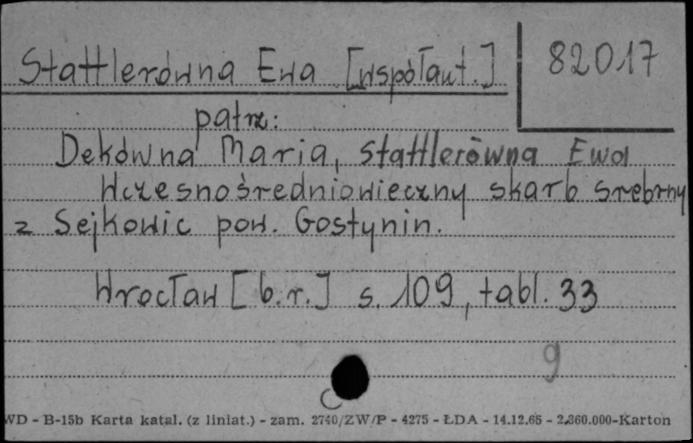 Stattlerówna Ewa [współaut.]
82017
patrz:
Dekówna Maria, Stattlerówna Ewa
Wczesnośredniowieczny skarb srebrny
z Sejkowic pow. Gostynin.
Wrocław [b.r.] s. 109, tabl. 33
9
WD - B-15b Karta katal. (z liniat.) - zam. 2740/ZW/P - 4275 - ŁDA - 14.12.65 - 2.360.000-Karton